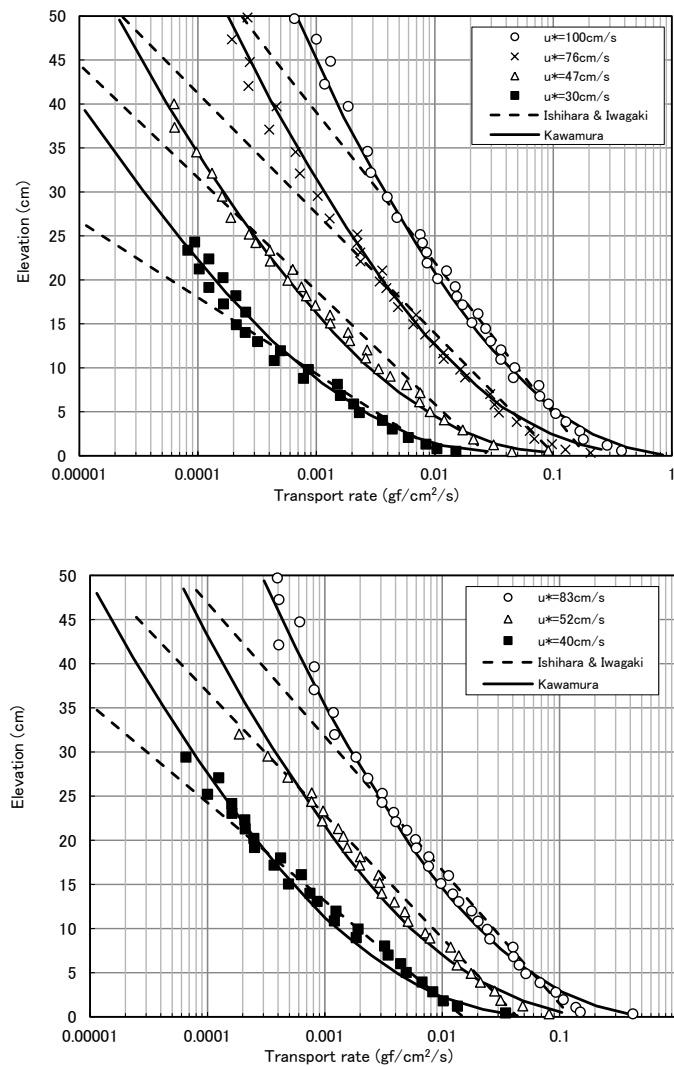 50
45
40
35
30
25
20
15
10
5
0
Elevation (cm)
u*=100cm/s
u*=76cm/s
u*=47cm/s
u*=30cm/s
Ishihara & Iwagaki
Kawamura
0.00001 0.0001 0.001 0.01 0.1 1
Transport rate (gf/cm²/s)
50
45
40
35
30
25
20
15
10
5
0
Elevation (cm)
u*=83cm/s
u*=52cm/s
u*=40cm/s
Ishihara & Iwagaki
Kawamura
0.00001 0.0001 0.001 0.01 0.1
Transport rate (gf/cm²/s)